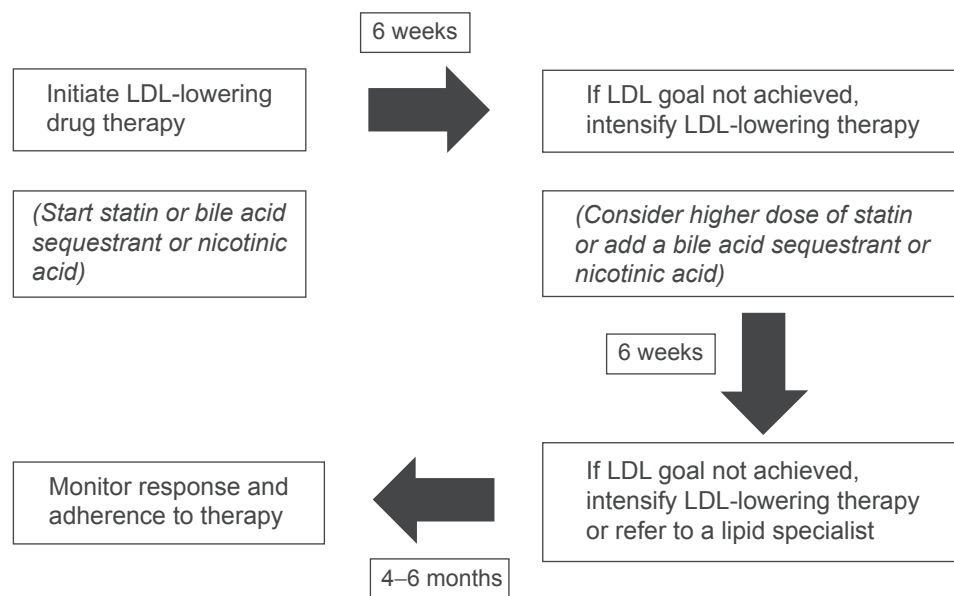 6 weeks
Initiate LDL-lowering
drug therapy
If LDL goal not achieved,
intensify LDL-lowering therapy
(Start statin or bile acid
sequestrant or nicotinic
acid)
(Consider higher dose of statin
or add a bile acid sequestrant or
nicotinic acid)
6 weeks
If LDL goal not achieved,
intensify LDL-lowering therapy
or refer to a lipid specialist
Monitor response and
adherence to therapy
4–6 months